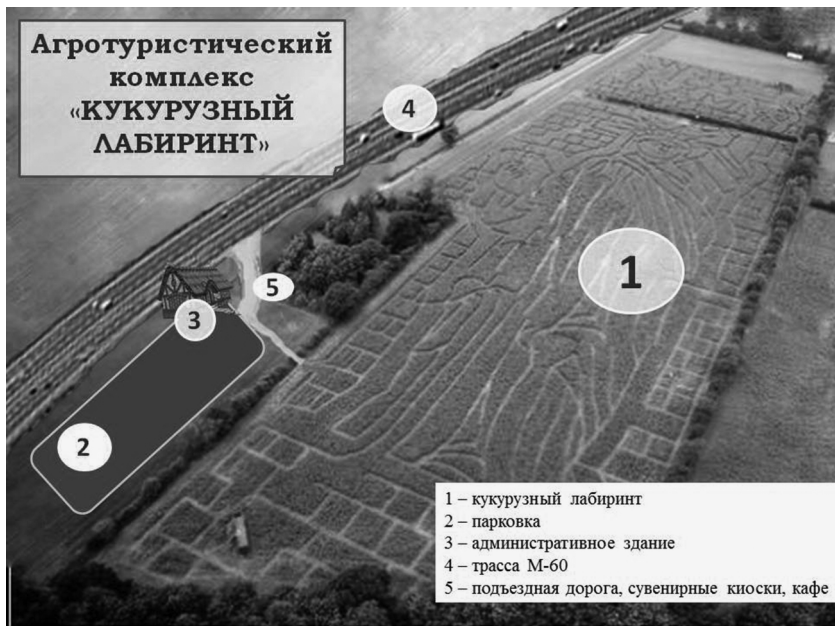 Агротуристический
комплекс
«КУКУРУЗНЫЙ
ЛАБИРИНТ»
4
1
5
3
2
1 – кукурузный лабиринт
2 – парковка
3 – административное здание
4 – трасса М-60
5 – подъездная дорога, сувенирные киоски, кафе